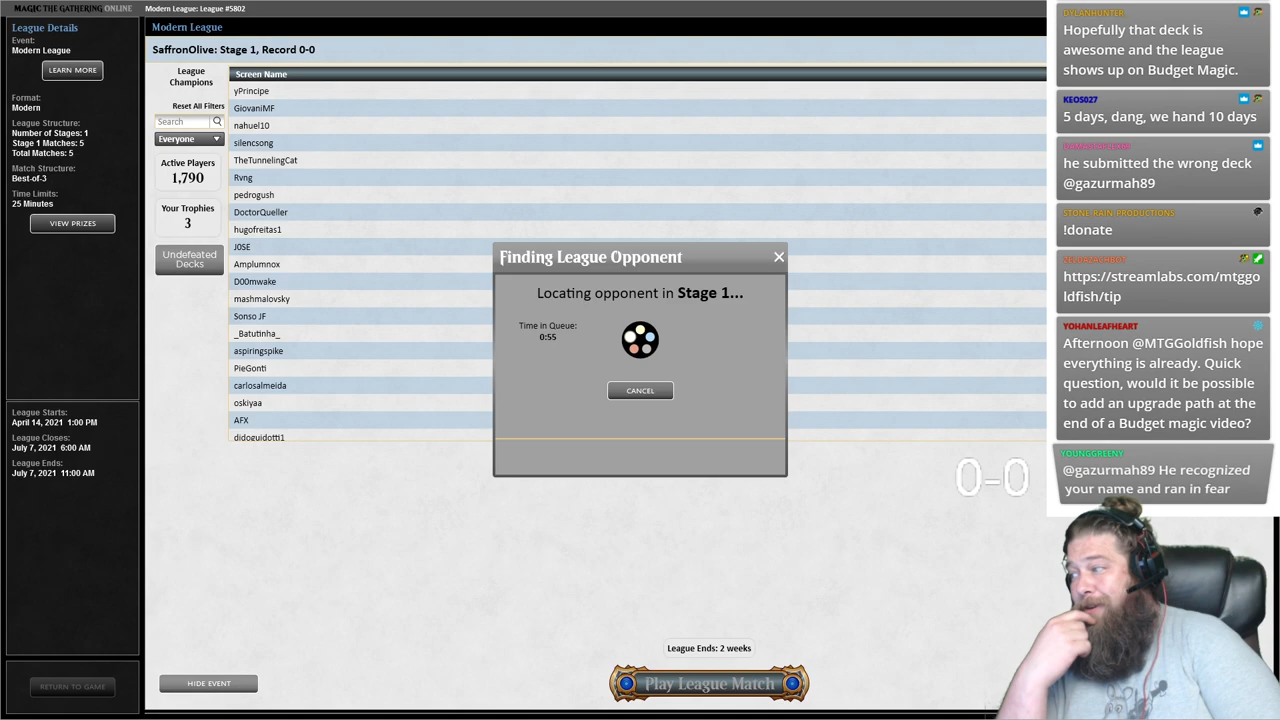 MAGIC THE GATHERING ONLINE
Modern League: League #5802
League Details
Event:
Modern League
LEARN MORE
Format:
Modern
League Structure:
Number of Stages: 1
Stage 1 Matches: 5
Total Matches: 5
Match Structure:
Best-of-3
Time Limits:
25 Minutes
VIEW PRIZES
League Starts:
April 14, 2021 1:00 PM
League Closes:
July 7, 2021 6:00 AM
League Ends:
July 7, 2021 11:00 AM
RETURN TO GAME
Modern League
SaffronOlive: Stage 1, Record 0-0
League
Champions
Reset All Filters
Search
Everyone
Active Players
1,790
Your Trophies
3
Undefeated
Decks
Screen Name
yPrincipe
GiovaniMF
nahuel10
silencsong
TheTunnelingCat
Rvng
pedrogush
DoctorQueller
hugofreitas1
J0SE
Amplumnox
D00mwake
mashmalovsky
Sonso JF
_Batutinha_
aspiringspike
PieGonti
carlosalmeida
oskiyaa
AFX
didoguidotti1
Finding League Opponent
Locating opponent in Stage 1...
Time in Queue:
0:55
CANCEL
0-0
League Ends: 2 weeks
Play League Match
HIDE EVENT
DYLANHUNTER
Hopefully that deck is
awesome and the league
shows up on Budget Magic.
KEOS027
5 days, dang, we hand 10 days
he submitted the wrong deck
@gazurmah89
STONE_RAIN_PRODUCTIONS
!donate
https://streamlabs.com/mtggo
ldfish/tip
YOHANLEAFHEART
Afternoon @MTGGoldfish hope
everything is already. Quick
question, would it be possible
to add an upgrade path at the
end of a Budget magic video?
YOUNGGREENY
@gazurmah89 He recognized
your name and ran in fear